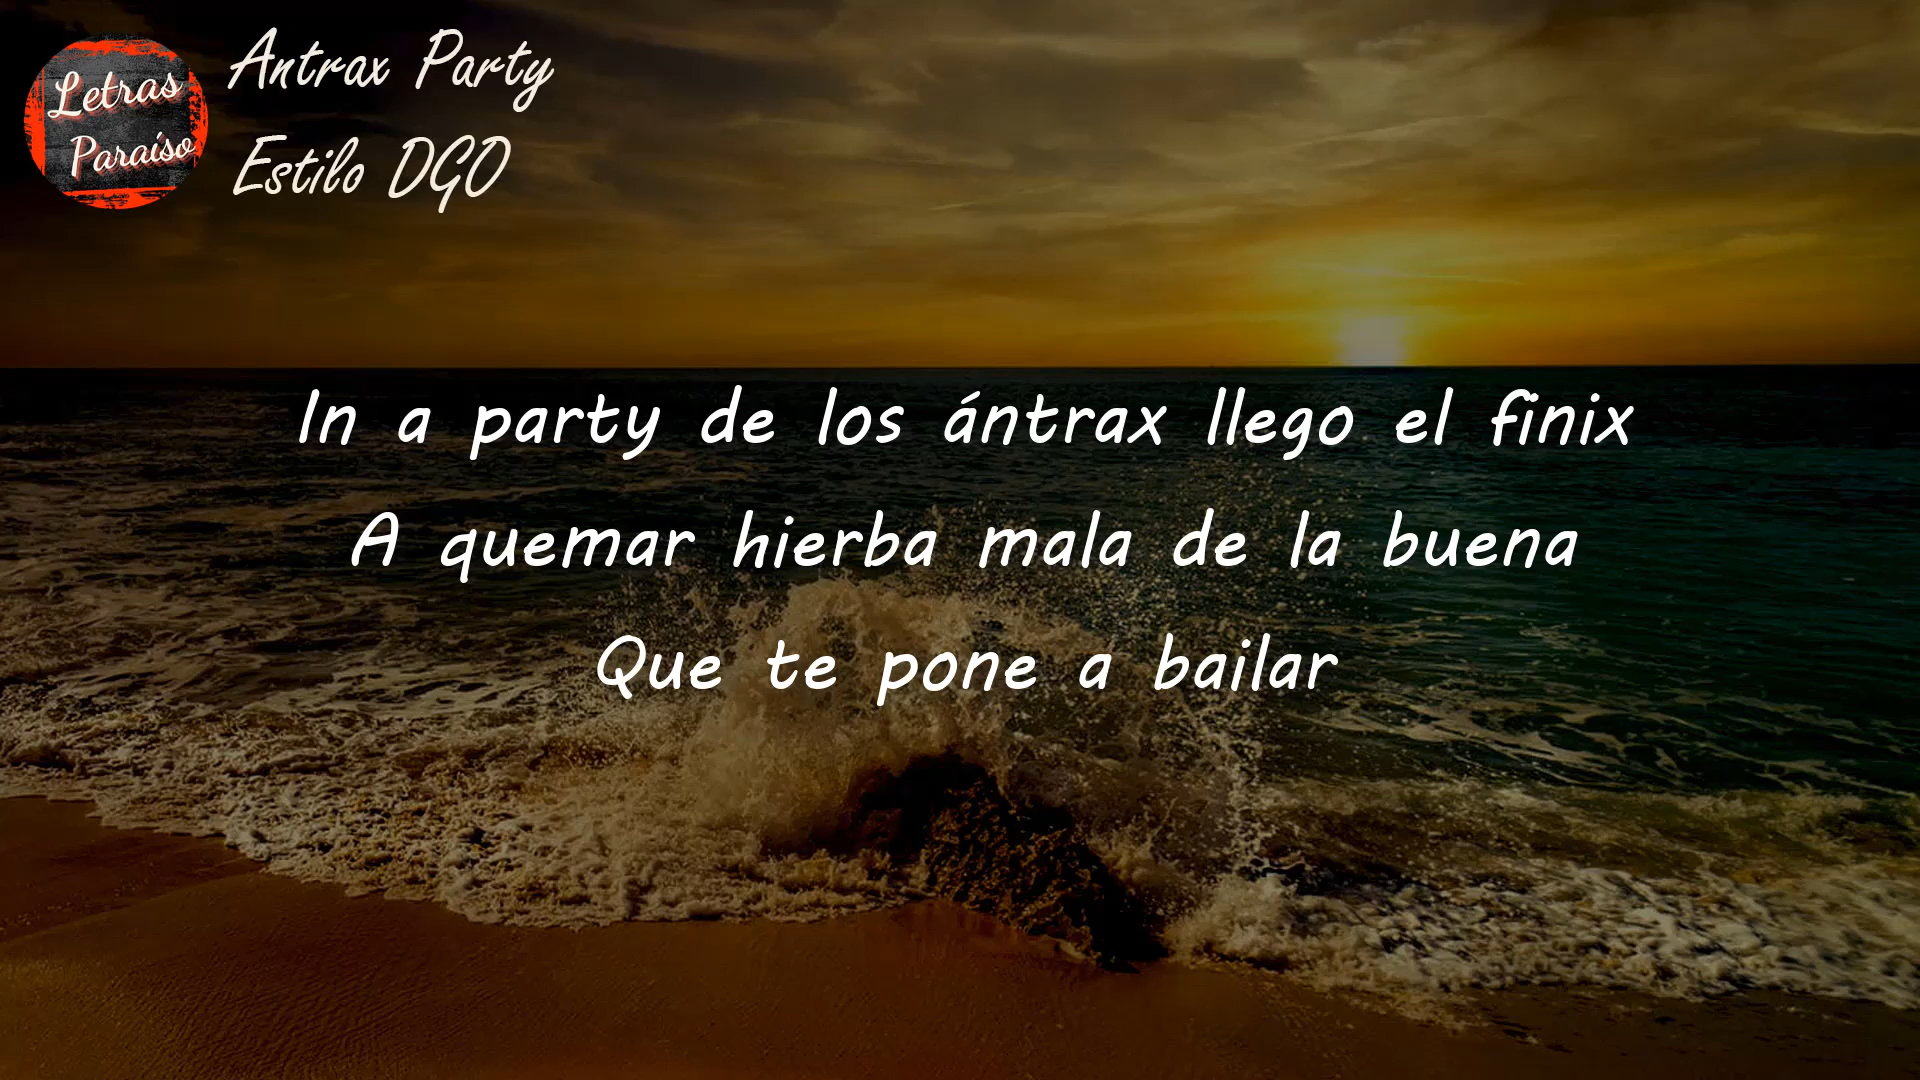 Letras
Paraíso
Antrax Party
Estilo DGO
In a party de los ántrax llego el finix
A quemar hierba mala de la buena
Que te pone a bailar